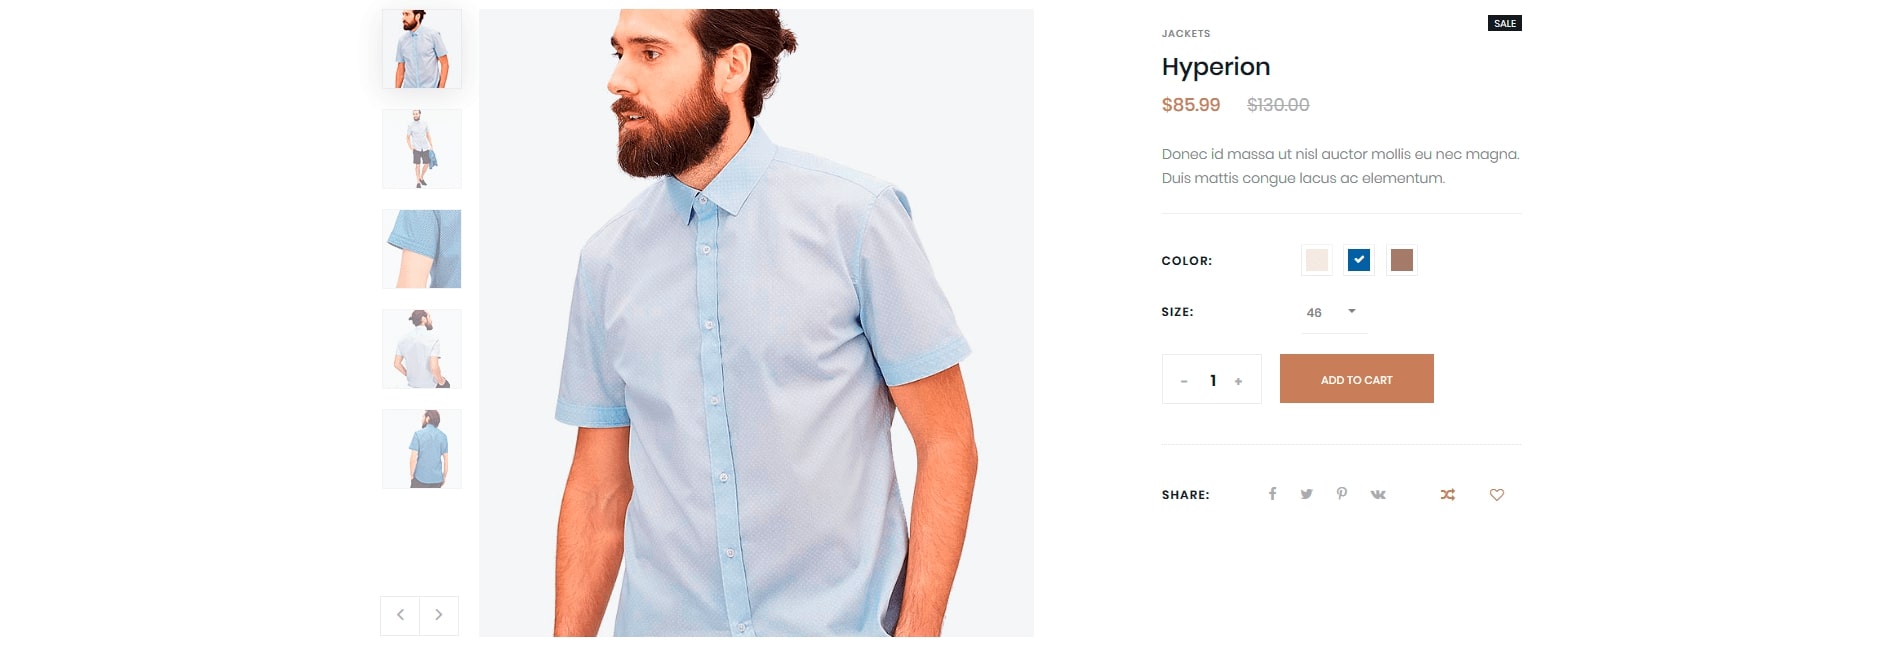 SALE
JACKETS
Hyperion
$85.99 $130.00
Donec id massa ut nisl auctor mollis eu nec magna.
Duis mattis congue lacus ac elementum.
COLOR:
SIZE: 46
- 1 + ADD TO CART
SHARE: